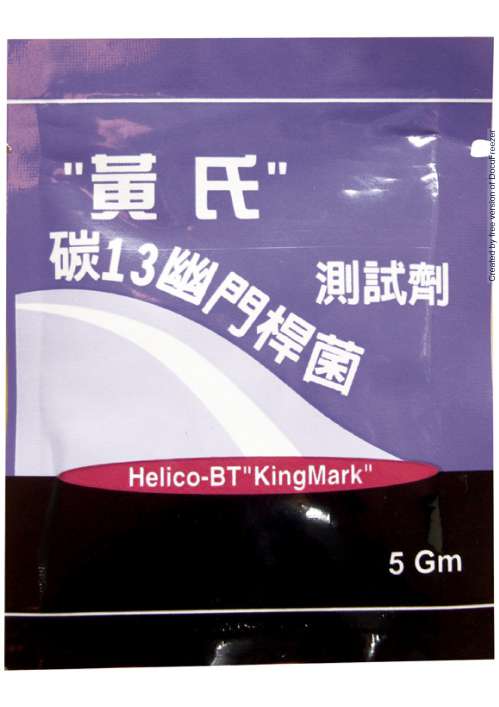 "黃 氏"
碳13幽門桿菌
測試劑
Helico-BT"KingMark"
5 Gm
Created by free version of DocuFreezer